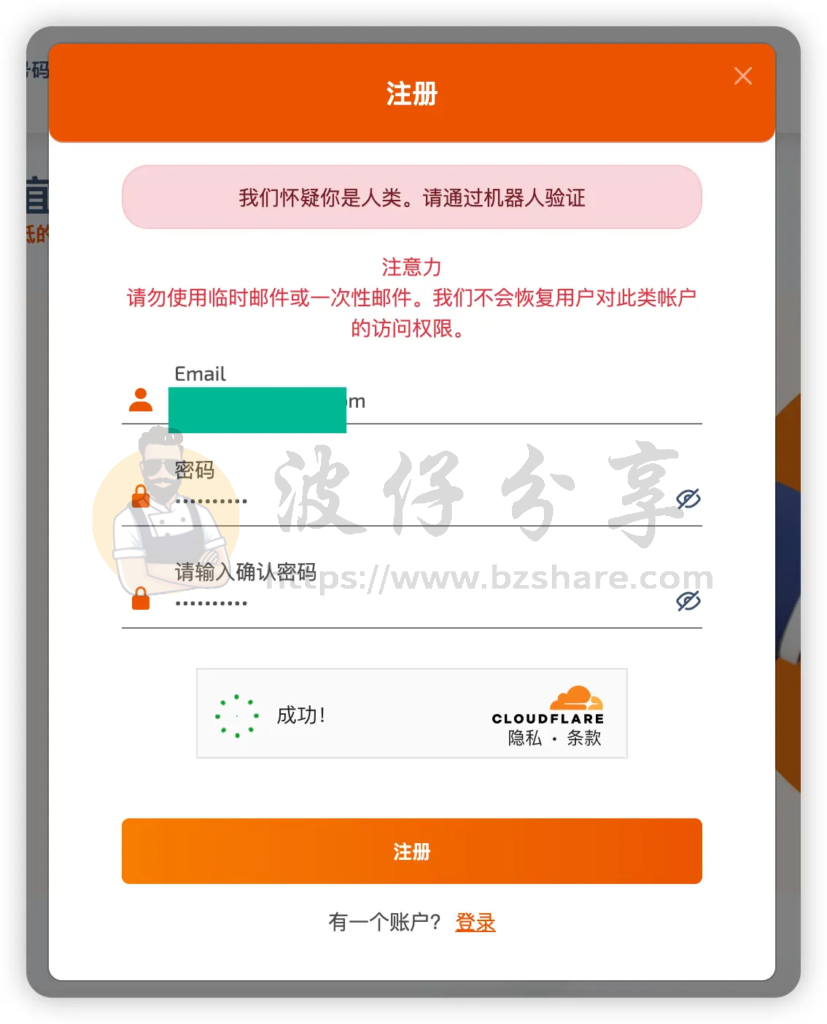 号码
注册
我们怀疑你是人类。请通过机器人验证
注意力
请勿使用临时邮件或一次性邮件。我们不会恢复用户对此类帐户
的访问权限。
Email
om
密码
波仔分享
请输入确认密码
https://www.bzshare.com
成功!
CLOUDFLARE
隐私 · 条款
注册
有一个账户? 登录